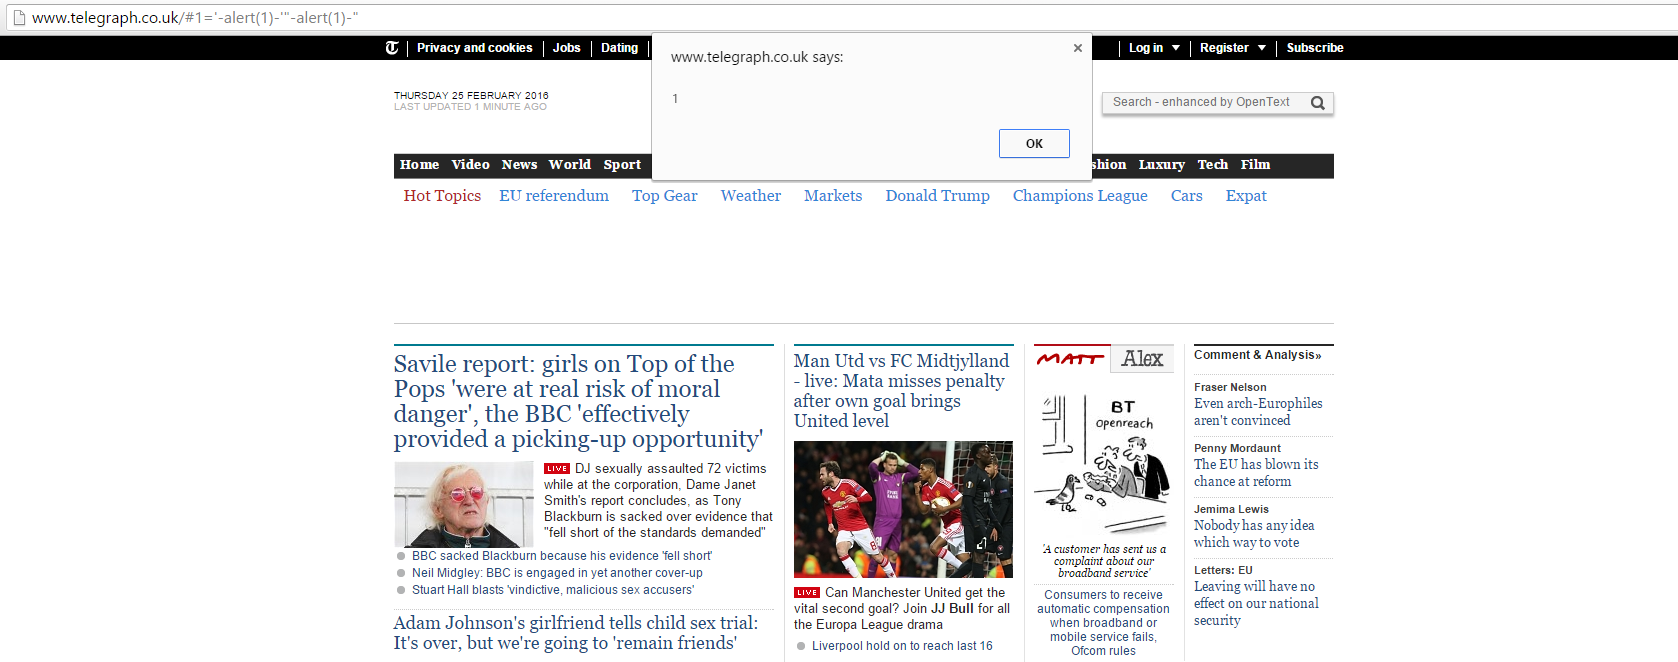 www.telegraph.co.uk/#1='-alert(1)-'"-alert(1)-"
Privacy and cookies
Jobs
Dating
Log in
Register
Subscribe
www.telegraph.co.uk says:
1
OK
THURSDAY 25 FEBRUARY 2016
LAST UPDATED 1 MINUTE AGO
Search - enhanced by OpenText
Home Video News World Sport
shion Luxury Tech Film
Hot Topics EU referendum Top Gear Weather Markets Donald Trump Champions League Cars Expat
Savile report: girls on Top of the
Pops 'were at real risk of moral
danger', the BBC 'effectively
provided a picking-up opportunity'
LIVE DJ sexually assaulted 72 victims
while at the corporation, Dame Janet
Smith's report concludes, as Tony
Blackburn is sacked over evidence that
"fell short of the standards demanded"
BBC sacked Blackburn because his evidence 'fell short'
Neil Midgley: BBC is engaged in yet another cover-up
Stuart Hall blasts 'vindictive, malicious sex accusers'
Adam Johnson's girlfriend tells child sex trial:
It's over, but we're going to 'remain friends'
Man Utd vs FC Midtjylland
- live: Mata misses penalty
after own goal brings
United level
LIVE Can Manchester United get the
vital second goal? Join JJ Bull for all
the Europa League drama
Liverpool hold on to reach last 16
MATT
Alex
BT
openreach
'A customer has sent us a
complaint about our
broadband service'
Consumers to receive
automatic compensation
when broadband or
mobile service fails,
Ofcom rules
Comment & Analysis»
Fraser Nelson
Even arch-Europhiles
aren't convinced
Penny Mordaunt
The EU has blown its
chance at reform
Jemima Lewis
Nobody has any idea
which way to vote
Letters: EU
Leaving will have no
effect on our national
security